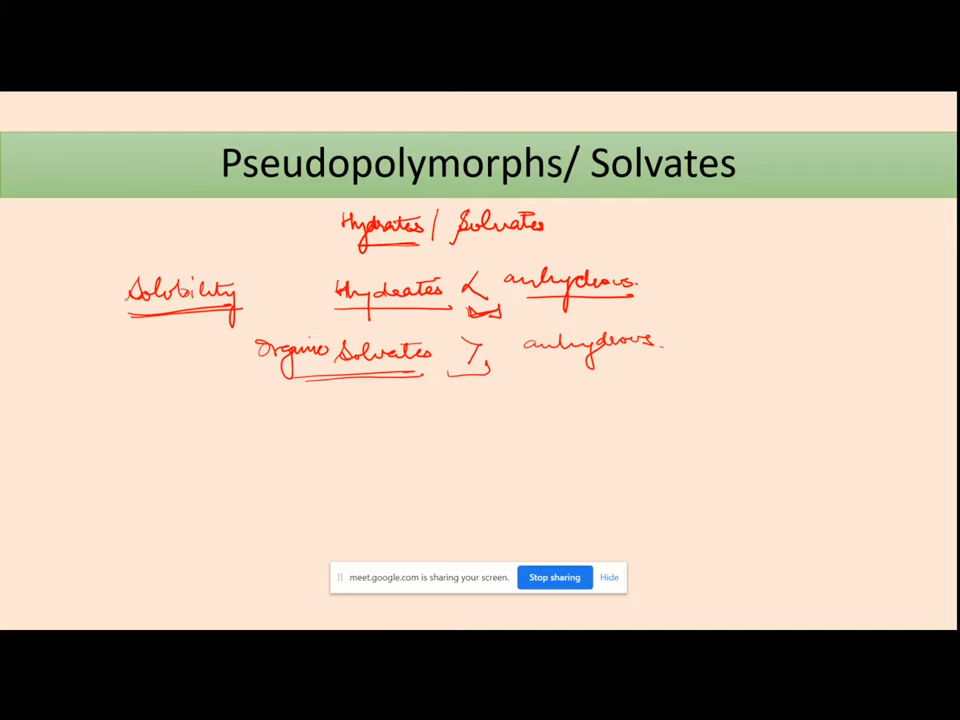 Pseudopolymorphs/ Solvates
Hydrates / Solvates
Solubility Hydrates < anhydrous.
Organic Solvates > anhydrous.
meet.google.com is sharing your screen. Stop sharing Hide